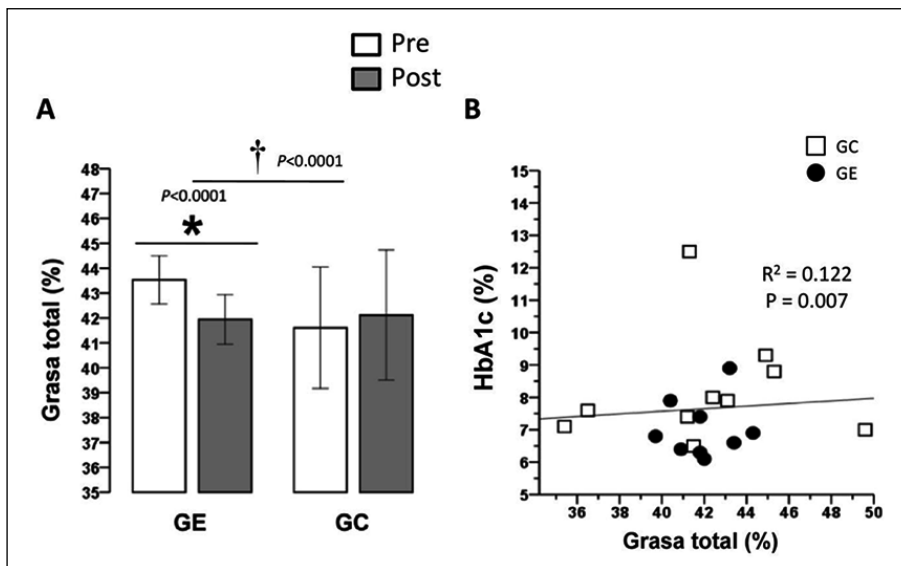 Pre
Post
A
† P<0.0001
P<0.0001
*
Grasa total (%)
48
47
46
45
44
43
42
41
40
39
38
37
36
35
GE
GC
B
GC
GE
HbA1c (%)
15
14
13
12
11
10
9
8
7
6
5
R² = 0.122
P = 0.007
36 38 40 42 44 46 48 50
Grasa total (%)